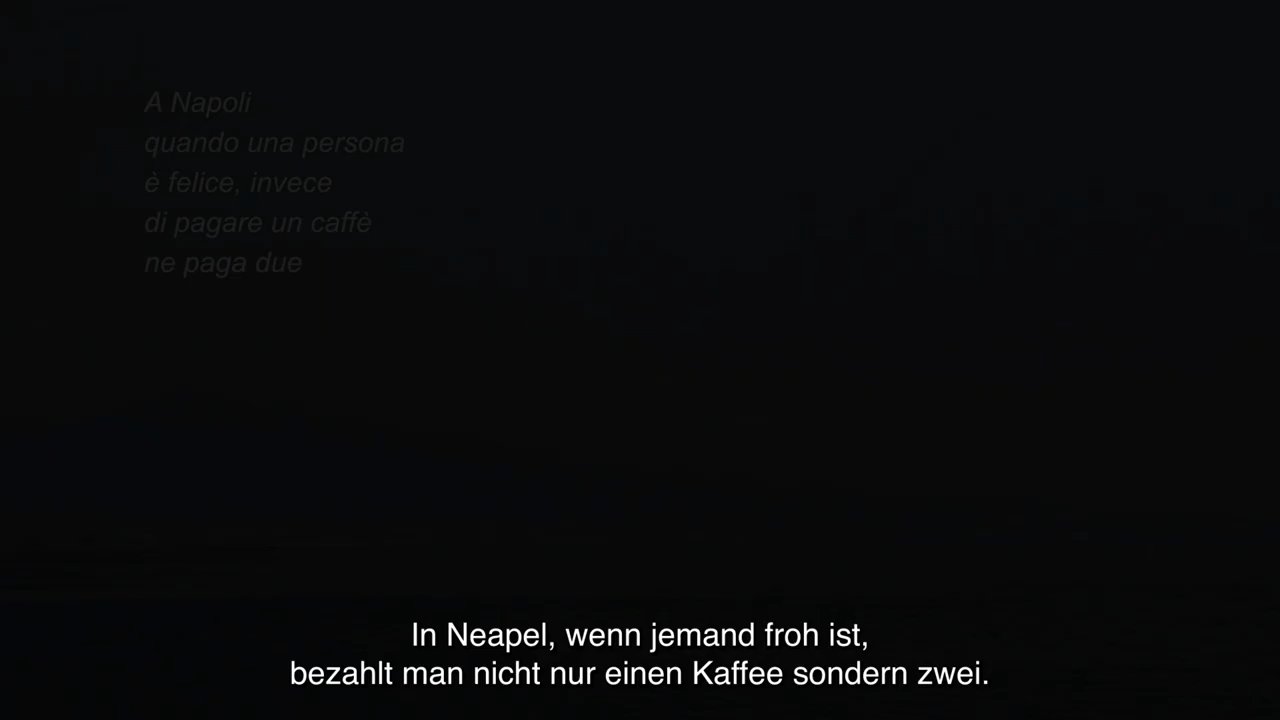 A Napoli
quando una persona
è felice, invece
di pagare un caffè
ne paga due
In Neapel, wenn jemand froh ist,
bezahlt man nicht nur einen Kaffee sondern zwei.